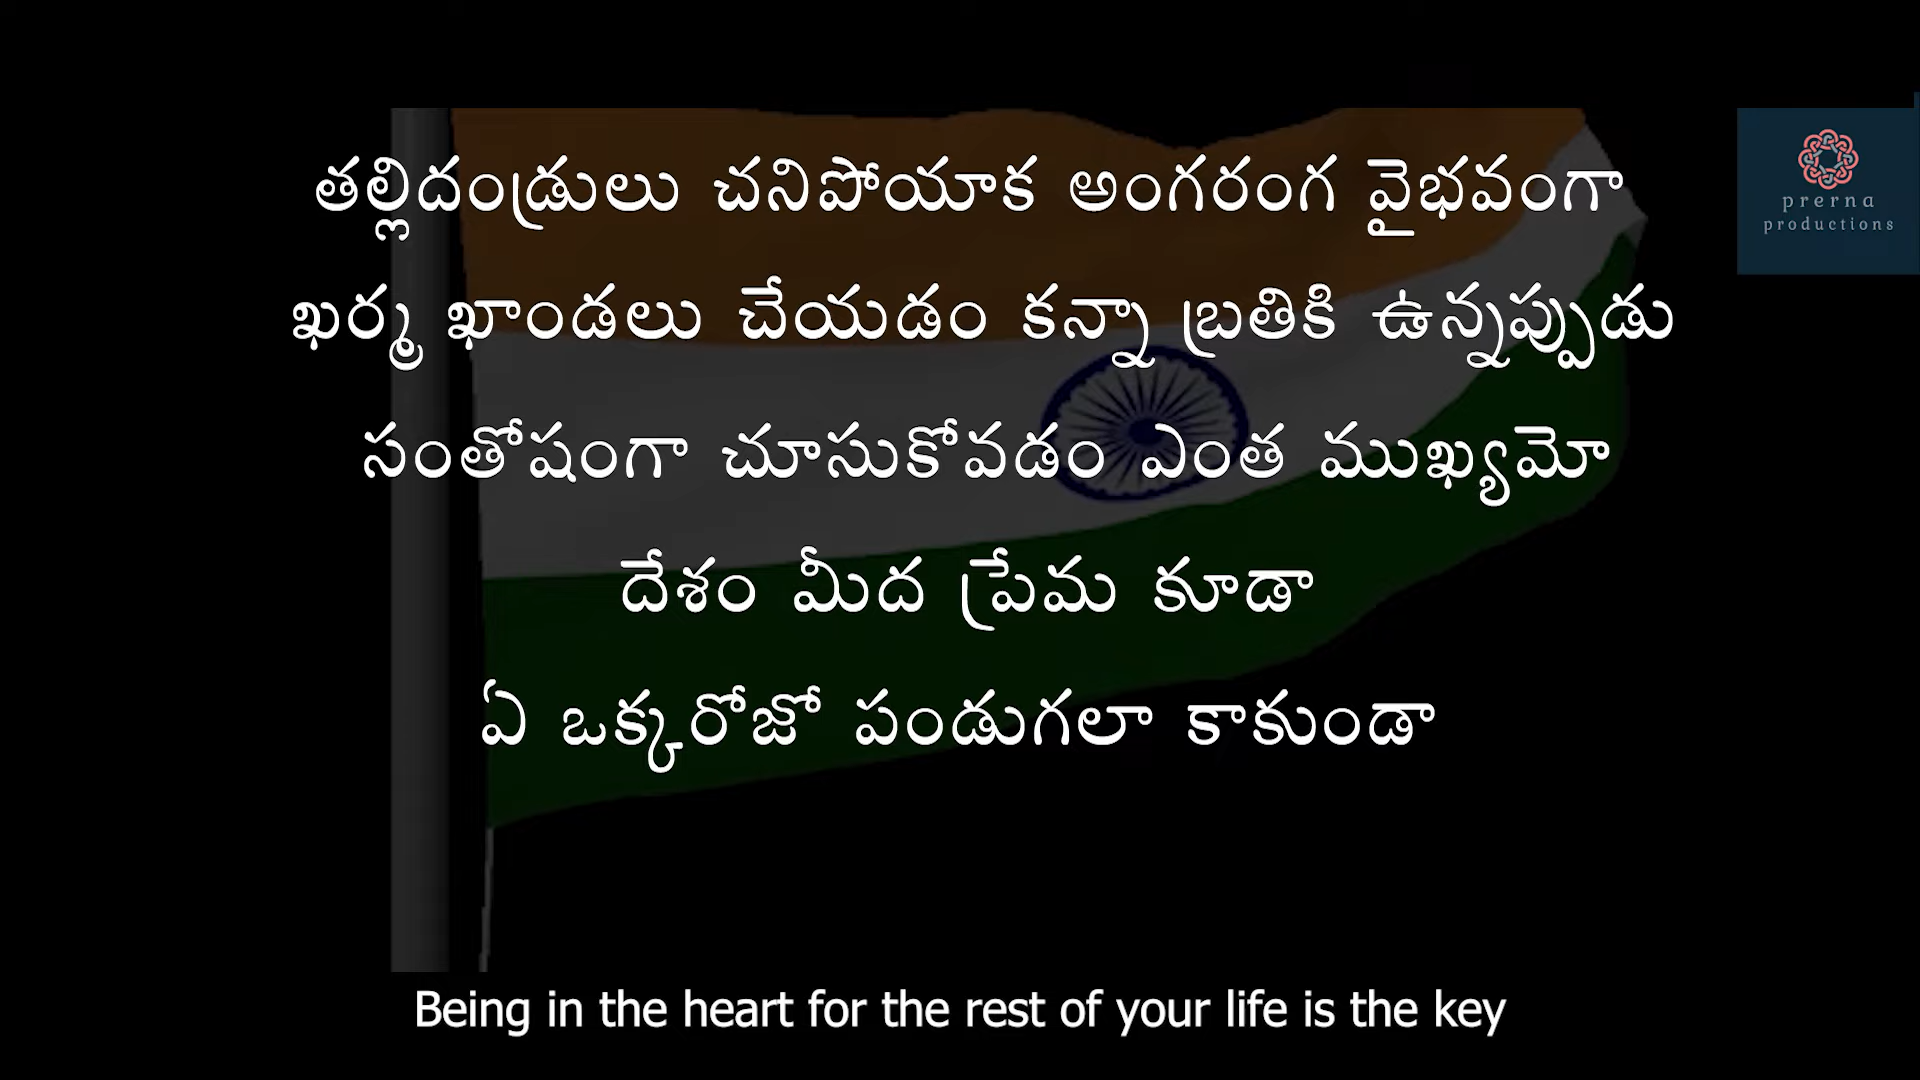 తల్లిదండ్రులు చనిపోయాక అంగరంగ వైభవంగా
ఖర్మ ఖాండలు చేయడం కన్నా బ్రతికి ఉన్నప్పుడు
సంతోషంగా చూసుకోవడం ఎంత ముఖ్యమో
దేశం మీద ప్రేమ కూడా
ఏ ఒక్కరోజో పండుగలా కాకుండా
prerna
productions
Being in the heart for the rest of your life is the key